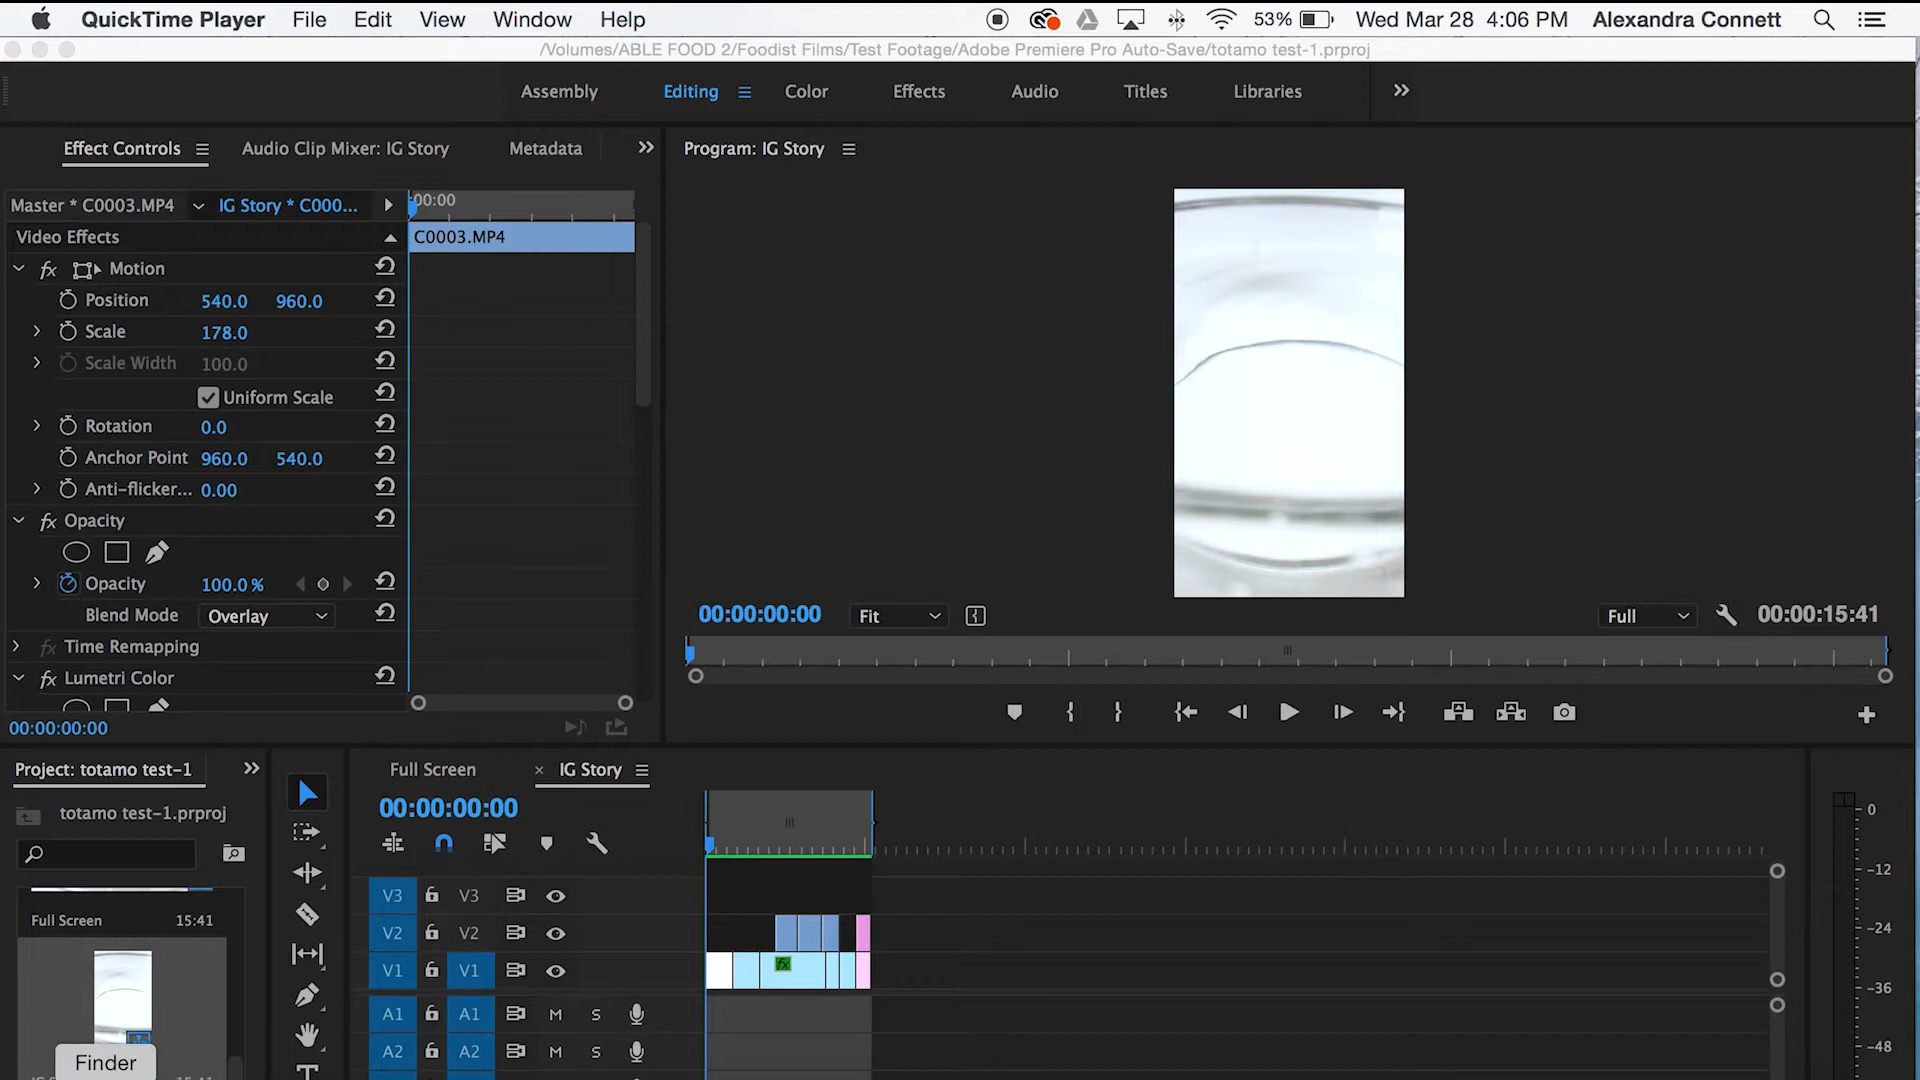 QuickTime Player File Edit View Window Help 53% Wed Mar 28 4:06 PM Alexandra Connett
/Volumes/ABLE FOOD 2/Foodist Films/Test Footage/Adobe Premiere Pro Auto-Save/totamo test-1.prproj
Assembly Editing Color Effects Audio Titles Libraries
Effect Controls Audio Clip Mixer: IG Story Metadata
Program: IG Story
Master * C0003.MP4 IG Story * C000... :00:00
Video Effects C0003.MP4
fx Motion
Position 540.0 960.0
Scale 178.0
Scale Width 100.0
Uniform Scale
Rotation 0.0
Anchor Point 960.0 540.0
Anti-flicker... 0.00
fx Opacity
Opacity 100.0 %
Blend Mode Overlay
fx Time Remapping
fx Lumetri Color
00:00:00:00
00:00:00:00 Fit Full 00:00:15:41
Project: totamo test-1
totamo test-1.prproj
Full Screen 15:41
Finder
Full Screen × IG Story
00:00:00:00
V3 V3
V2 V2
V1 V1 fx
A1 A1 M S
A2 A2 M S
0
-12
-24
-36
-48